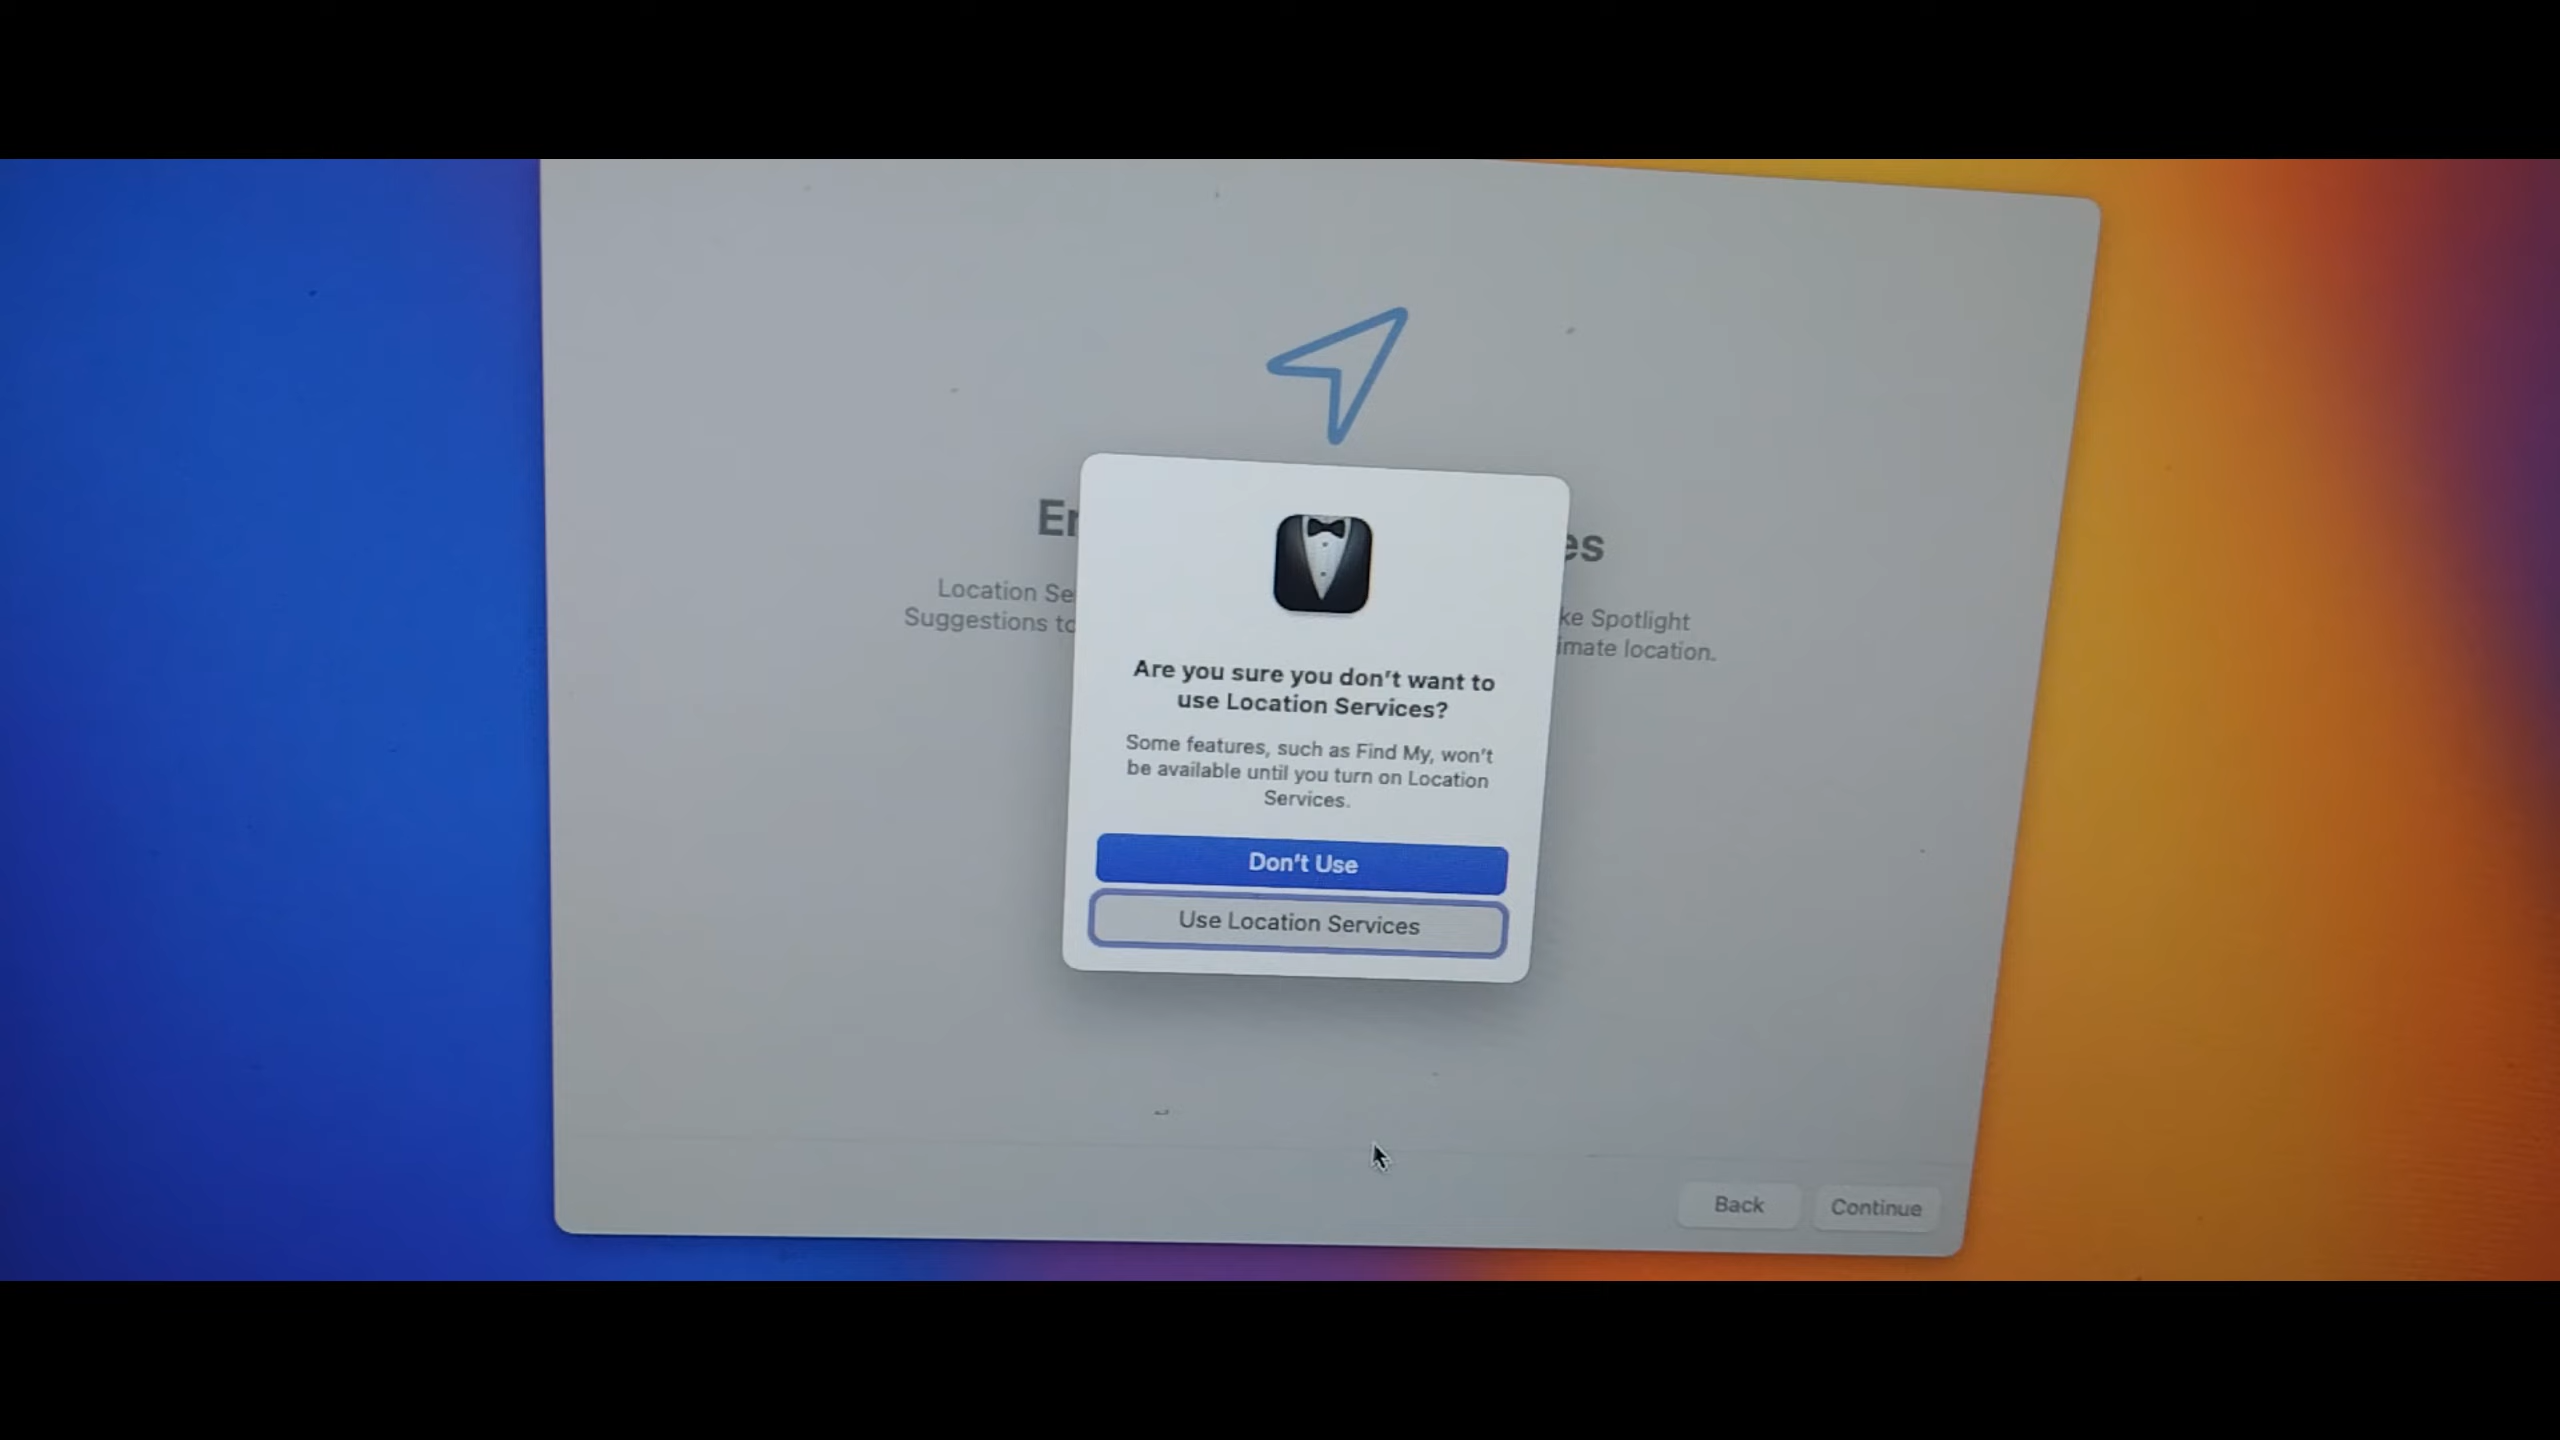 Er
es
Location Se
ke Spotlight
Suggestions to
imate location.
Are you sure you don't want to
use Location Services?
Some features, such as Find My, won't
be available until you turn on Location
Services.
Don't Use
Use Location Services
Back
Continue